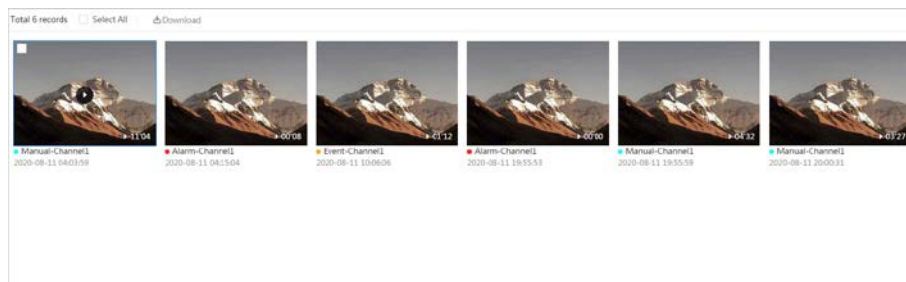 Total 6 records Select All Download
11:04 00:08 01:12 00:00 04:32 03:27
Manual-Channel1 Alarm-Channel1 Event-Channel1 Alarm-Channel1 Manual-Channel1 Manual-Channel1
2020-08-11 04:03:59 2020-08-11 04:15:04 2020-08-11 10:06:06 2020-08-11 19:55:53 2020-08-11 19:55:59 2020-08-11 20:00:31